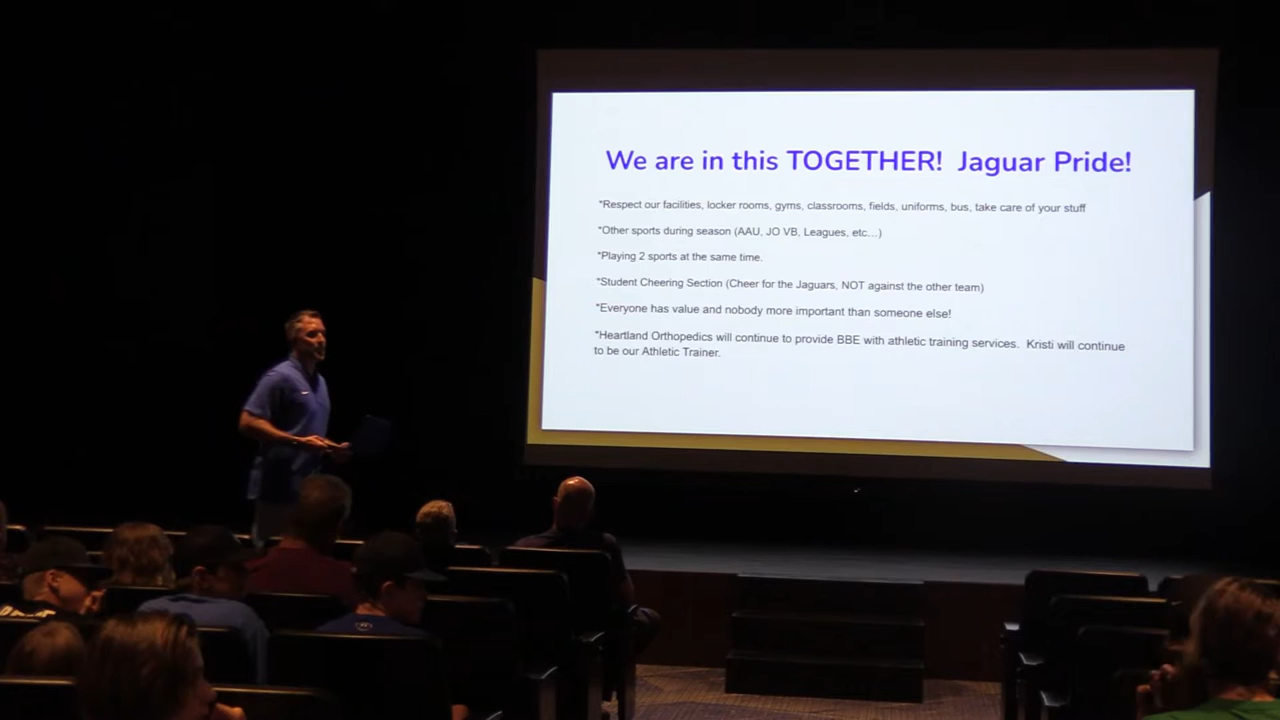 We are in this TOGETHER!  Jaguar Pride!
*Respect our facilities, locker rooms, gyms, classrooms, fields, uniforms, bus, take care of your stuff
*Other sports during season (AAU, JO VB, Leagues, etc…)
*Playing 2 sports at the same time.
*Student Cheering Section (Cheer for the Jaguars, NOT against the other team)
*Everyone has value and nobody more important than someone else!
*Heartland Orthopedics will continue to provide BBE with athletic training services.  Kristi will continue
to be our Athletic Trainer.